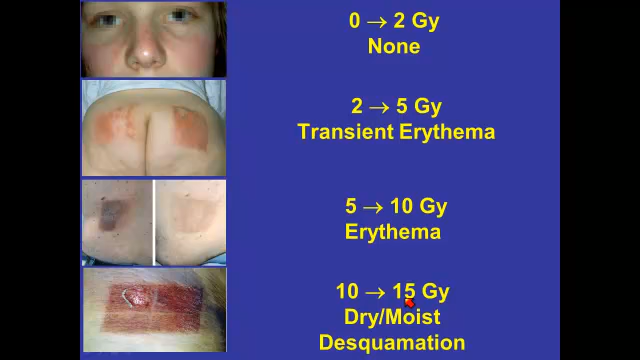 0 → 2 Gy
None
2 → 5 Gy
Transient Erythema
5 → 10 Gy
Erythema
10 → 15 Gy
Dry/Moist
Desquamation